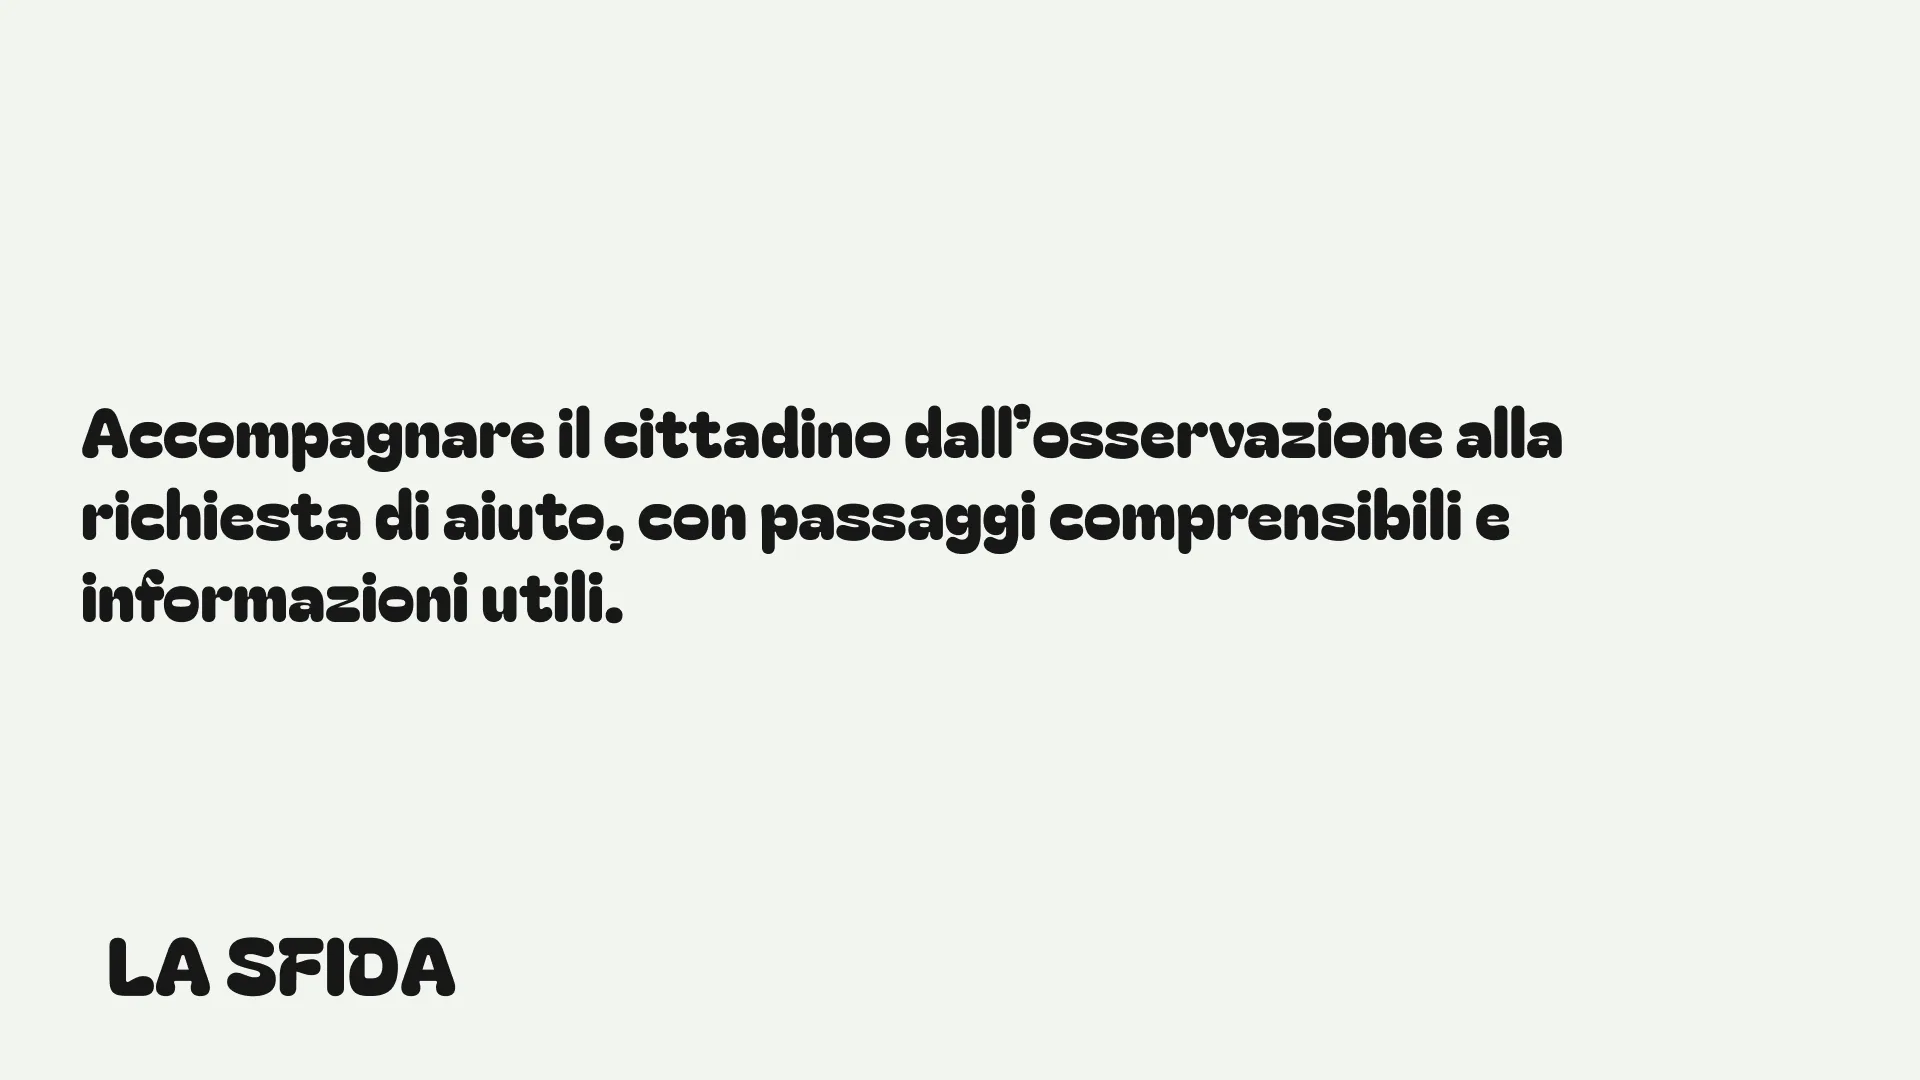 Accompagnare il cittadino dall’osservazione alla
richiesta di aiuto, con passaggi comprensibili e
informazioni utili.
LA SFIDA